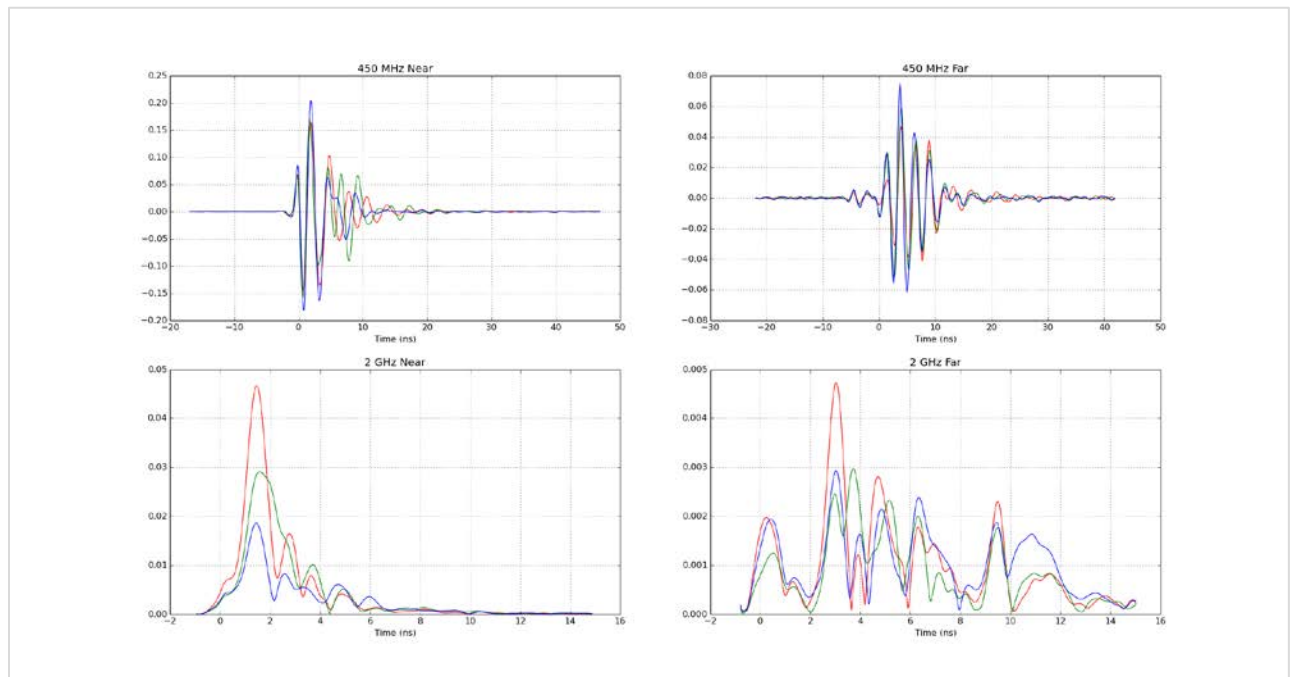 450 MHz Near
0.25
0.20
0.15
0.10
0.05
0.00
−0.05
−0.10
−0.15
−0.20
−20 −10 0 10 20 30 40 50
Time (ns)
450 MHz Far
0.08
0.06
0.04
0.02
0.00
−0.02
−0.04
−0.06
−0.08
−30 −20 −10 0 10 20 30 40 50
Time (ns)
2 GHz Near
0.05
0.04
0.03
0.02
0.01
0.00
−2 0 2 4 6 8 10 12 14 16
Time (ns)
2 GHz Far
0.005
0.004
0.003
0.002
0.001
0.000
−2 0 2 4 6 8 10 12 14 16
Time (ns)